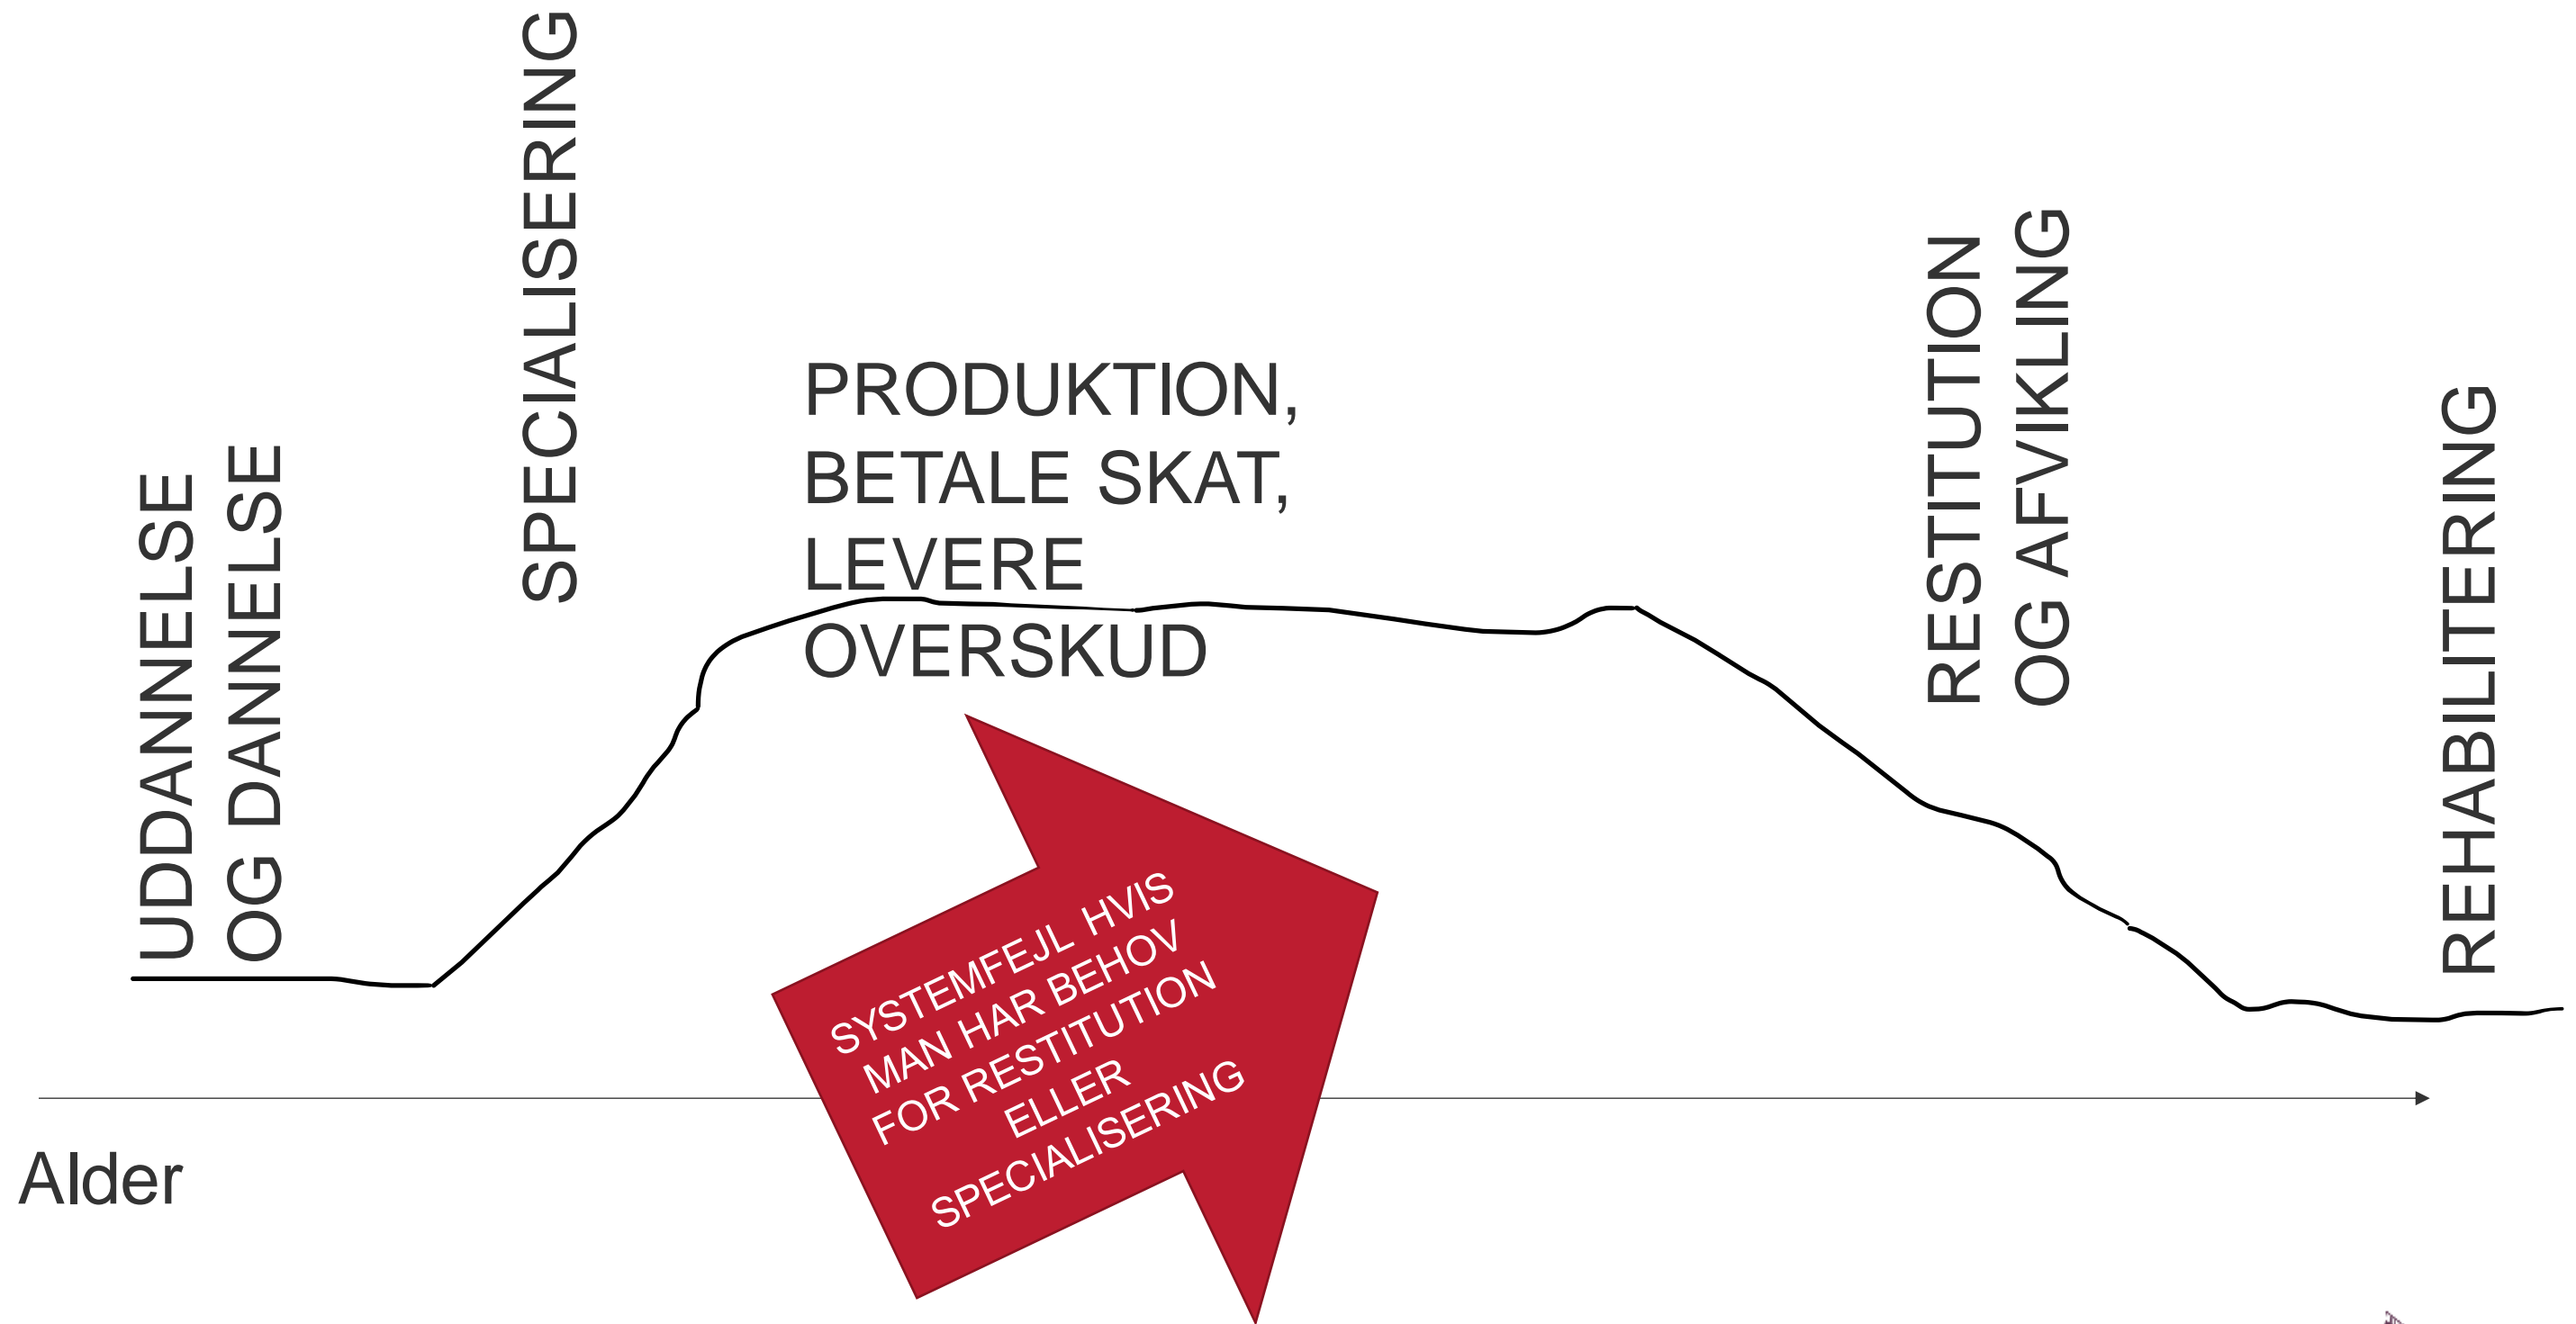 UDDANNELSE
OG DANNELSE
SPECIALISERING
PRODUKTION,
BETALE SKAT,
LEVERE
OVERSKUD
RESTITUTION
OG AFVIKLING
REHABILITERING
SYSTEMFEJL HVIS
MAN HAR BEHOV
FOR RESTITUTION
ELLER
SPECIALISERING
Alder